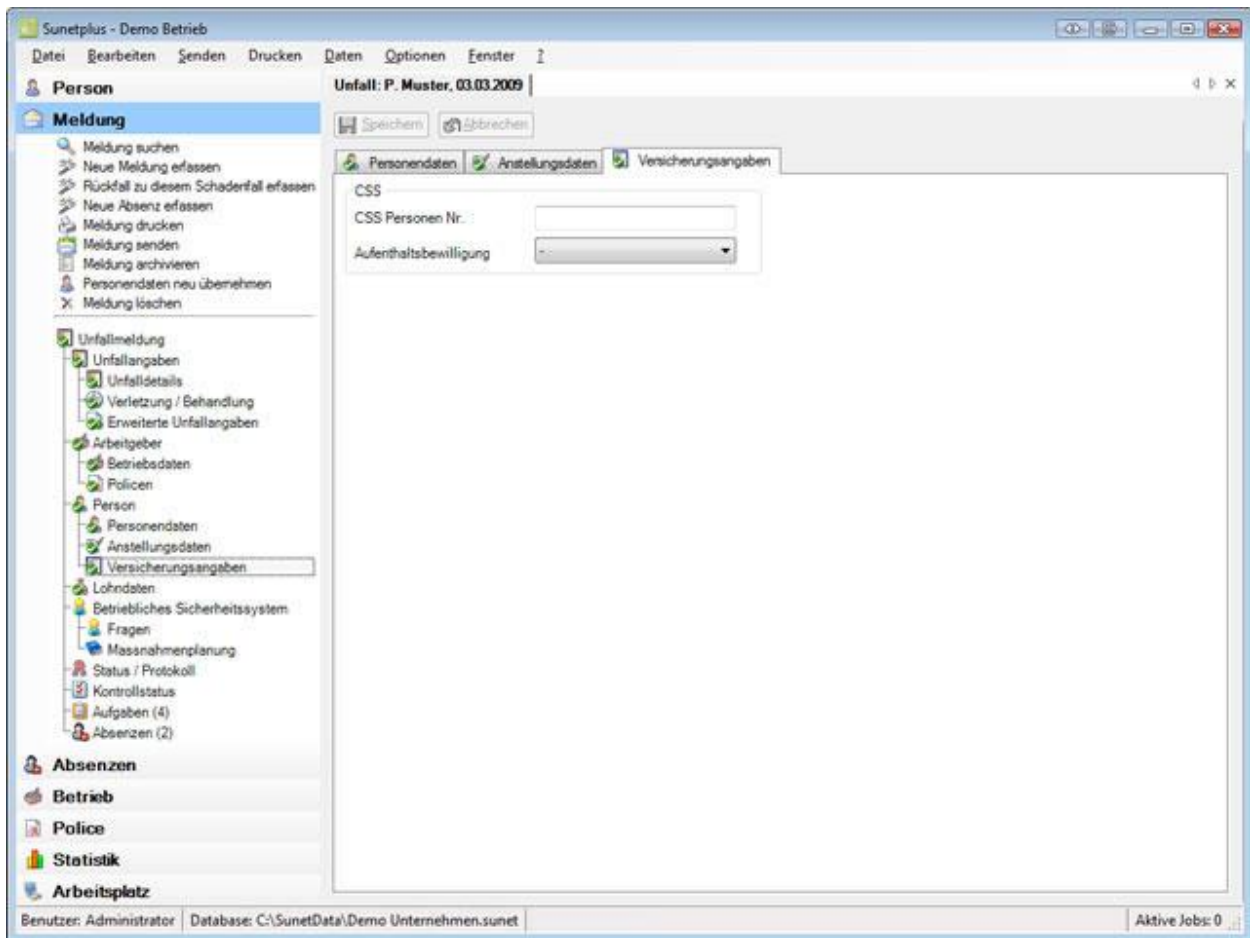 Sunetplus - Demo Betrieb
Datei Bearbeiten Senden Drucken Daten Optionen Fenster ?
Person
Meldung
Meldung suchen
Neue Meldung erfassen
Rückfall zu diesem Schadenfall erfassen
Neue Absenz erfassen
Meldung drucken
Meldung senden
Meldung archivieren
Personendaten neu übernehmen
Meldung löschen
Unfallmeldung
Unfallangaben
Unfalldetails
Verletzung / Behandlung
Erweiterte Unfallangaben
Arbeitgeber
Betriebsdaten
Policen
Person
Personendaten
Anstellungsdaten
Versicherungsangaben
Lohndaten
Betriebliches Sicherheitssystem
Fragen
Massnahmenplanung
Status / Protokoll
Kontrollstatus
Aufgaben (4)
Absenzen (2)
Absenzen
Betrieb
Police
Statistik
Arbeitsplatz
Unfall: P. Muster, 03.03.2009
Speichern Abbrechen
Personendaten Anstellungsdaten Versicherungsangaben
CSS
CSS Personen Nr.
Aufenthaltsbewilligung -
Benutzer: Administrator Database: C:\SunetData\Demo Unternehmen.sunet Aktive Jobs: 0